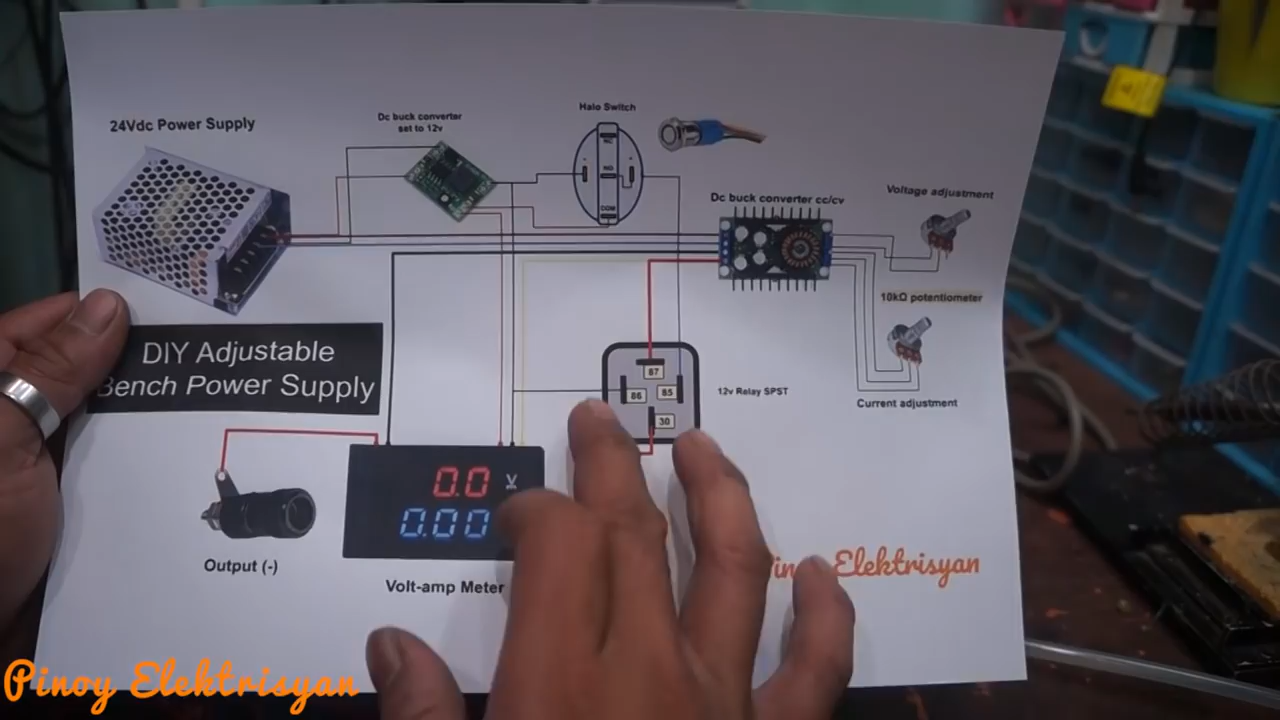 24Vdc Power Supply
Dc buck converter
set to 12v
Halo Switch
NC
NO
COM
Dc buck converter cc/cv
Voltage adjustment
10kΩ potentiometer
Current adjustment
DIY Adjustable
Bench Power Supply
87
86
85
30
12v Relay SPST
0.0 V
0.00
Output (-)
Volt-amp Meter
Elektrisyan
Pinoy Elektrisyan